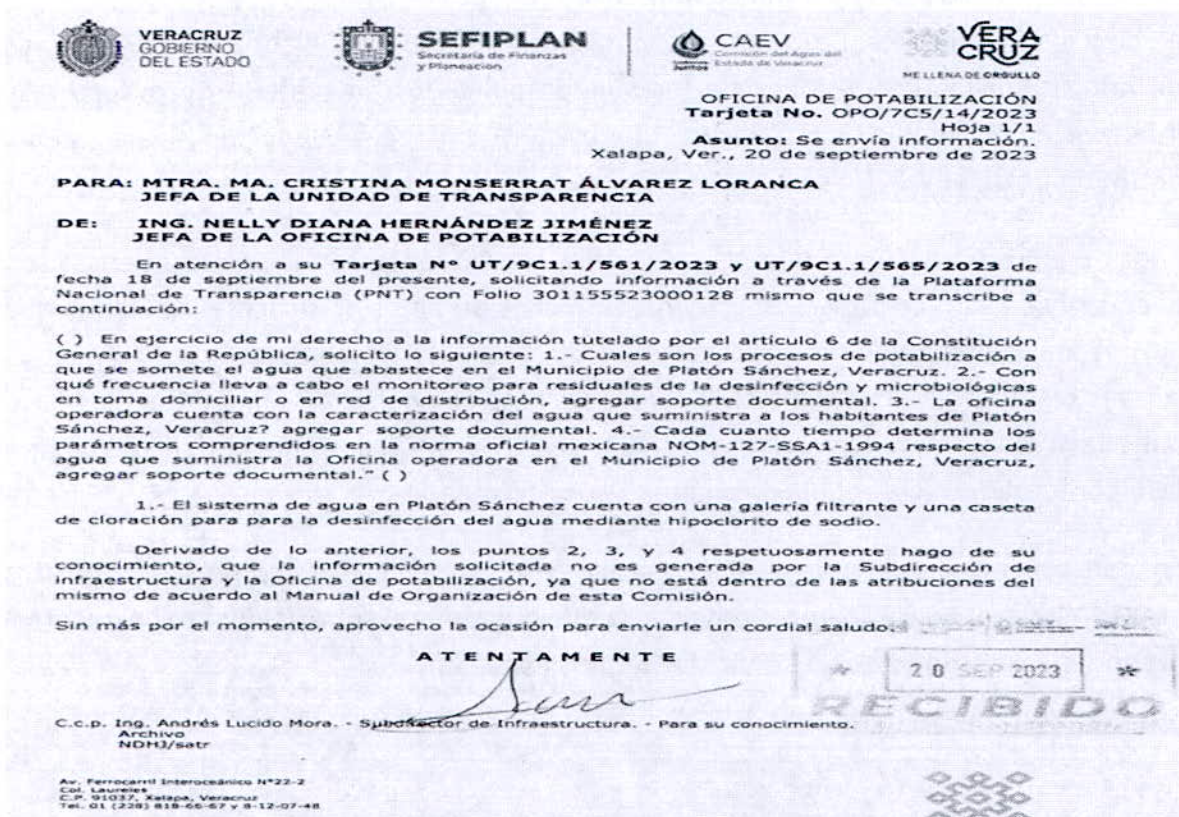 VERACRUZ
GOBIERNO
DEL ESTADO
SEFIPLAN
Secretaría de Finanzas
y Planeación
Juntos
CAEV
Comisión del Agua del
Estado de Veracruz
VERA
CRUZ
ME LLENA DE ORGULLO
OFICINA DE POTABILIZACIÓN
Tarjeta No. OPO/7C5/14/2023
Hoja 1/1
Asunto: Se envía información.
Xalapa, Ver., 20 de septiembre de 2023
PARA: MTRA. MA. CRISTINA MONSERRAT ÁLVAREZ LORANCA
JEFA DE LA UNIDAD DE TRANSPARENCIA
DE: ING. NELLY DIANA HERNÁNDEZ JIMÉNEZ
JEFA DE LA OFICINA DE POTABILIZACIÓN
En atención a su Tarjeta N° UT/9C1.1/561/2023 y UT/9C1.1/565/2023 de
fecha 18 de septiembre del presente, solicitando información a través de la Plataforma
Nacional de Transparencia (PNT) con Folio 301155523000128 mismo que se transcribe a
continuación:
( ) En ejercicio de mi derecho a la información tutelado por el artículo 6 de la Constitución
General de la República, solicito lo siguiente: 1.- Cuales son los procesos de potabilización a
que se somete el agua que abastece en el Municipio de Platón Sánchez, Veracruz. 2.- Con
qué frecuencia lleva a cabo el monitoreo para residuales de la desinfección y microbiológicas
en toma domiciliar o en red de distribución, agregar soporte documental. 3.- La oficina
operadora cuenta con la caracterización del agua que suministra a los habitantes de Platón
Sánchez, Veracruz? agregar soporte documental. 4.- Cada cuanto tiempo determina los
parámetros comprendidos en la norma oficial mexicana NOM-127-SSA1-1994 respecto del
agua que suministra la Oficina operadora en el Municipio de Platón Sánchez, Veracruz,
agregar soporte documental." ( )
1.- El sistema de agua en Platón Sánchez cuenta con una galería filtrante y una caseta
de cloración para para la desinfección del agua mediante hipoclorito de sodio.
Derivado de lo anterior, los puntos 2, 3, y 4 respetuosamente hago de su
conocimiento, que la información solicitada no es generada por la Subdirección de
infraestructura y la Oficina de potabilización, ya que no está dentro de las atribuciones del
mismo de acuerdo al Manual de Organización de esta Comisión.
Sin más por el momento, aprovecho la ocasión para enviarle un cordial saludo.
ATENTAMENTE
20 SEP 2023
RECIBIDO
C.c.p. Ing. Andrés Lucido Mora. - Subdirector de Infraestructura. - Para su conocimiento.
Archivo
NDHJ/satr
Av. Ferrocarril Interoceánico N°22-2
Col. Laureles
C.P. 91037, Xalapa, Veracruz
Tel. 01 (228) 818-66-67 y 8-12-07-48